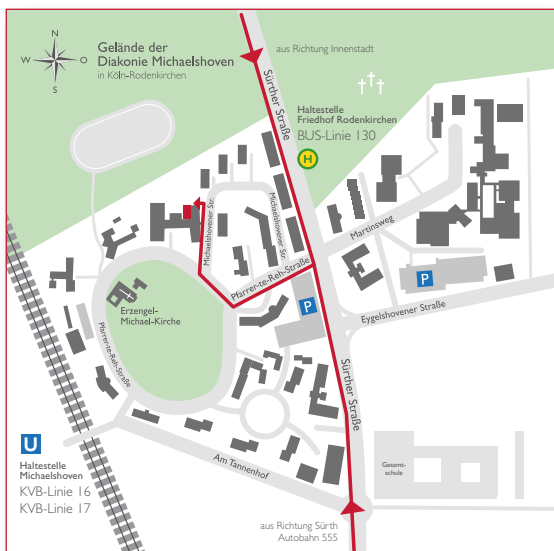 N
W
O
S
Gelände der
Diakonie Michaelshoven
in Köln-Rodenkirchen
aus Richtung Innenstadt
Sürther Straße
Haltestelle
Friedhof Rodenkirchen
BUS-Linie 130
H
Michaelshovener Str.
Michaelshovener Str.
Martinsweg
Pfarrer-te-Reh-Straße
P
P
Eygelshovener Straße
Erzengel-
Michael-Kirche
Pfarrer-te-Reh-Straße
Sürther Straße
U
Haltestelle
Michaelshoven
KVB-Linie 16
KVB-Linie 17
Am Tannenhof
Gesamt-
schule
aus Richtung Sürth
Autobahn 555